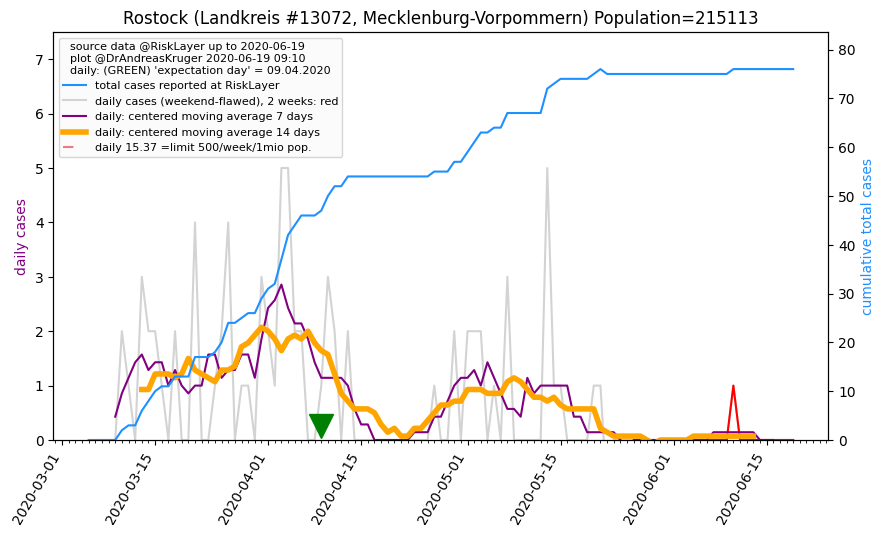 Rostock (Landkreis #13072, Mecklenburg-Vorpommern) Population=215113
source data @RiskLayer up to 2020-06-19
plot @DrAndreasKruger 2020-06-19 09:10
daily: (GREEN) 'expectation day' = 09.04.2020
total cases reported at RiskLayer
daily cases (weekend-flawed), 2 weeks: red
daily: centered moving average 7 days
daily: centered moving average 14 days
daily 15.37 =limit 500/week/1mio pop.
daily cases
7
6
5
4
3
2
1
0
cumulative total cases
80
70
60
50
40
30
20
10
0
2020-03-01
2020-03-15
2020-04-01
2020-04-15
2020-05-01
2020-05-15
2020-06-01
2020-06-15